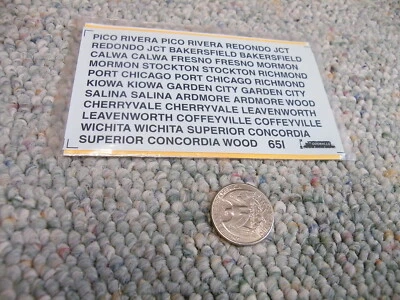 PICO RIVERA PICO RIVERA REDONDO JCT
REDONDO JCT BAKERSFIELD BAKERSFIELD
CALWA CALWA FRESNO FRESNO MORMON
MORMON STOCKTON STOCKTON RICHMOND
PORT CHICAGO PORT CHICAGO RICHMOND
KIOWA KIOWA GARDEN CITY GARDEN CITY
SALINA SALINA ARDMORE ARDMORE WOOD
CHERRYVALE CHERRYVALE LEAVENWORTH
LEAVENWORTH COFFEYVILLE COFFEYVILLE
WICHITA WICHITA SUPERIOR CONCORDIA
SUPERIOR CONCORDIA WOOD 65I